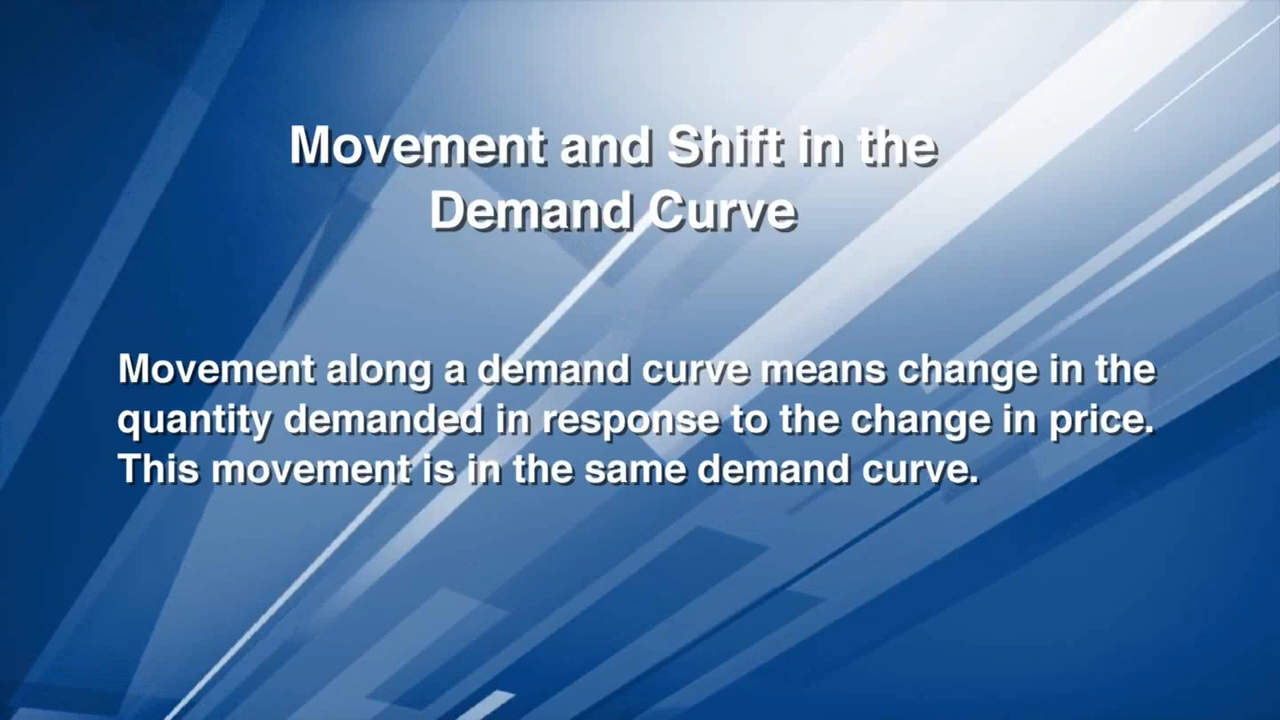 Movement and Shift in the
Demand Curve
Movement along a demand curve means change in the
quantity demanded in response to the change in price.
This movement is in the same demand curve.